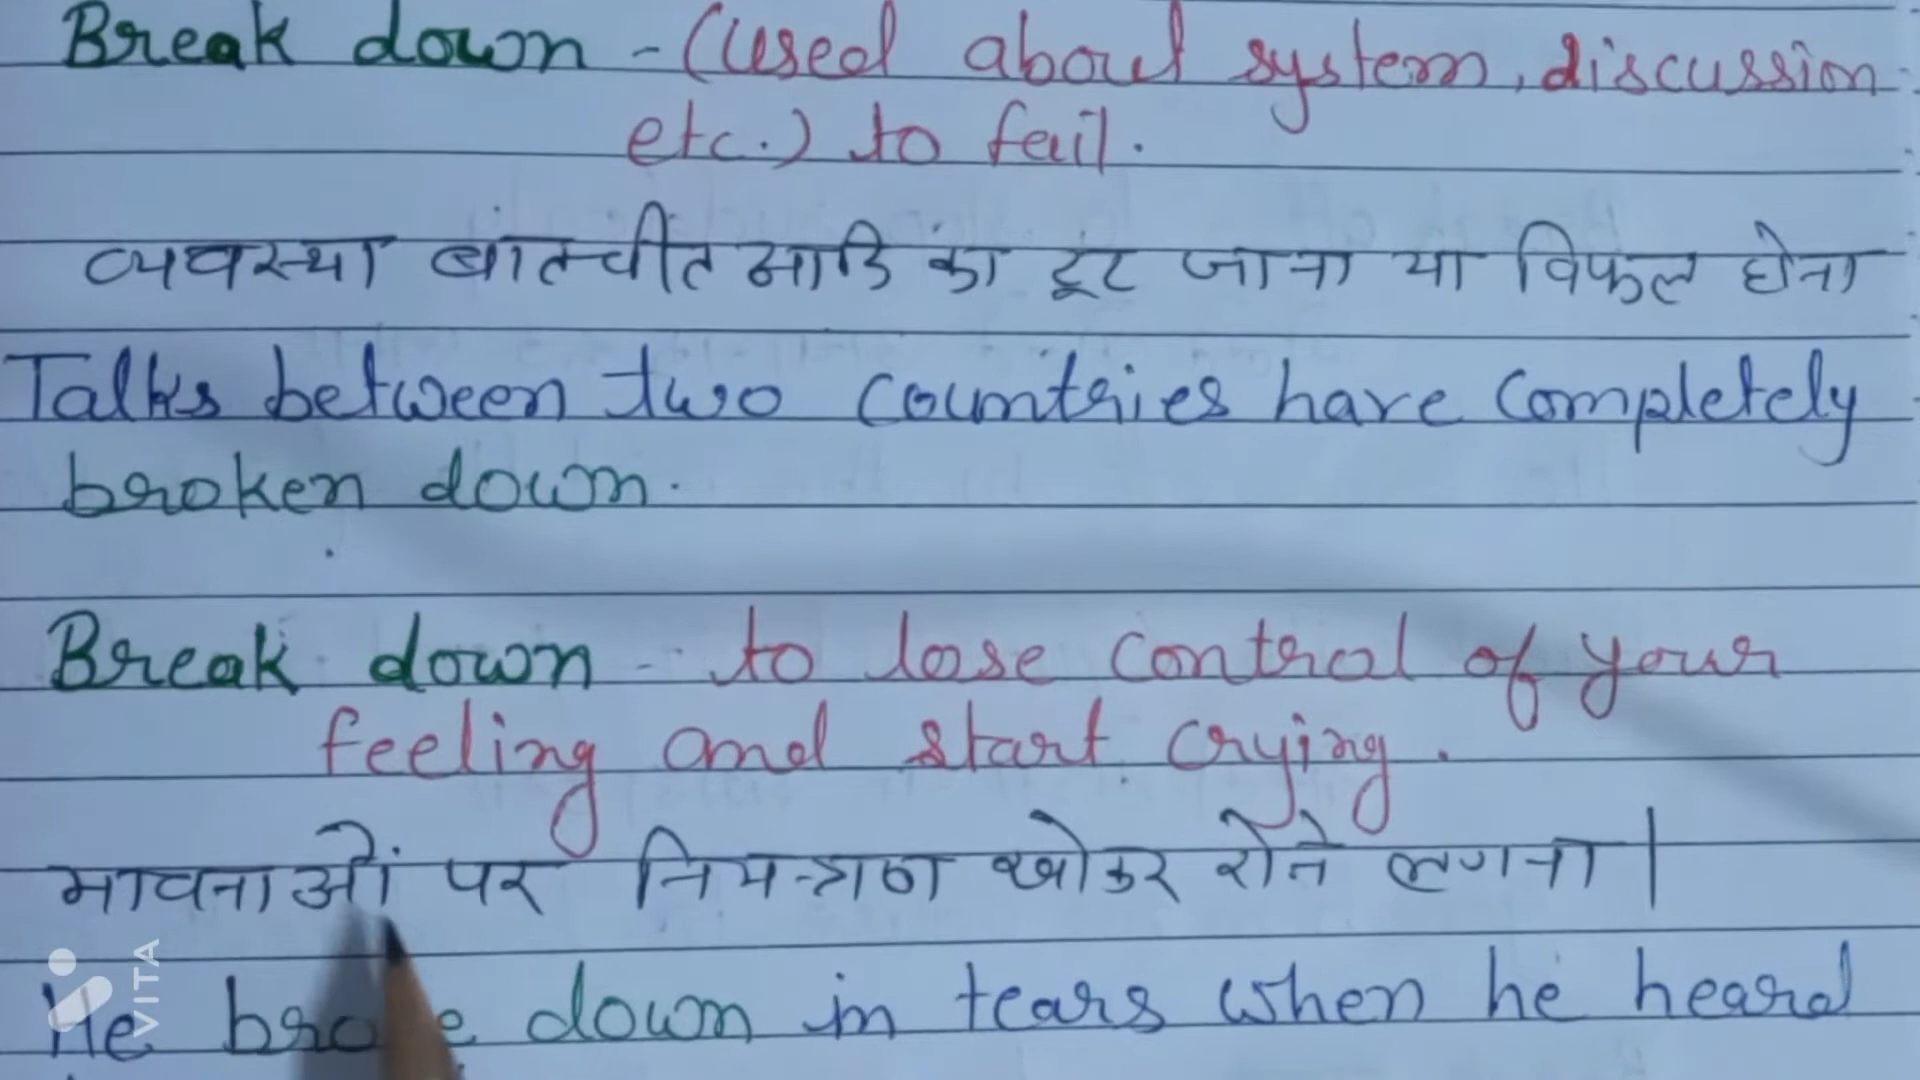 Break down - (used about system, discussion
etc.) to fail.
व्यवस्था बातचीत आदि का टूट जाना या विफल होना
Talks between two countries have completely
broken down.
Break down - to lose control of your
feeling and start crying.
भावनाओं पर नियन्त्रण खोकर रोने लगना।
He broke down in tears when he heard
VITA